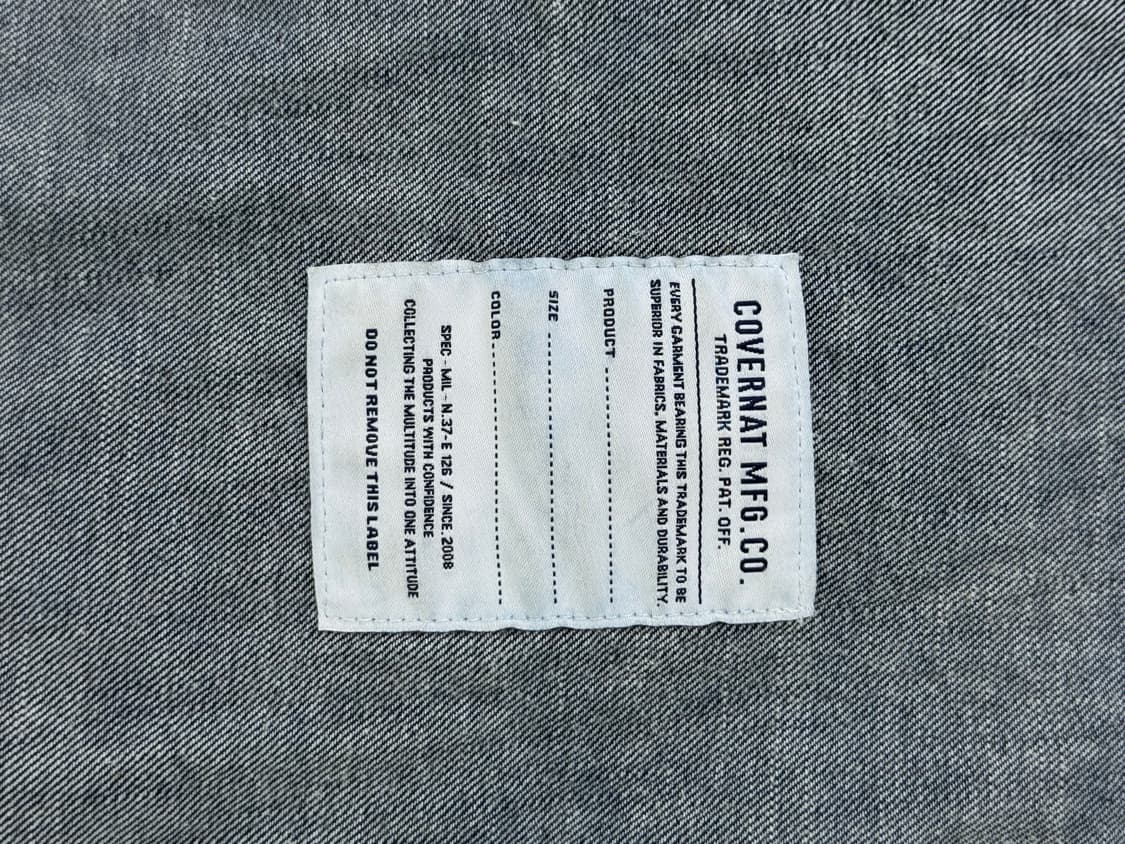 COVERNAT MFG.CO.
TRADEMARK REG. PAT. OFF.
EVERY GARMENT BEARING THIS TRADEMARK TO BE
SUPERIOR IN FABRICS, MATERIALS AND DURABILITY.
PRODUCT
SIZE
COLOR
SPEC - MIL - N.37-E 126 / SINCE. 2008
PRODUCTS WITH CONFIDENCE
COLLECTING THE MULTITUDE INTO ONE ATTITUDE
DO NOT REMOVE THIS LABEL